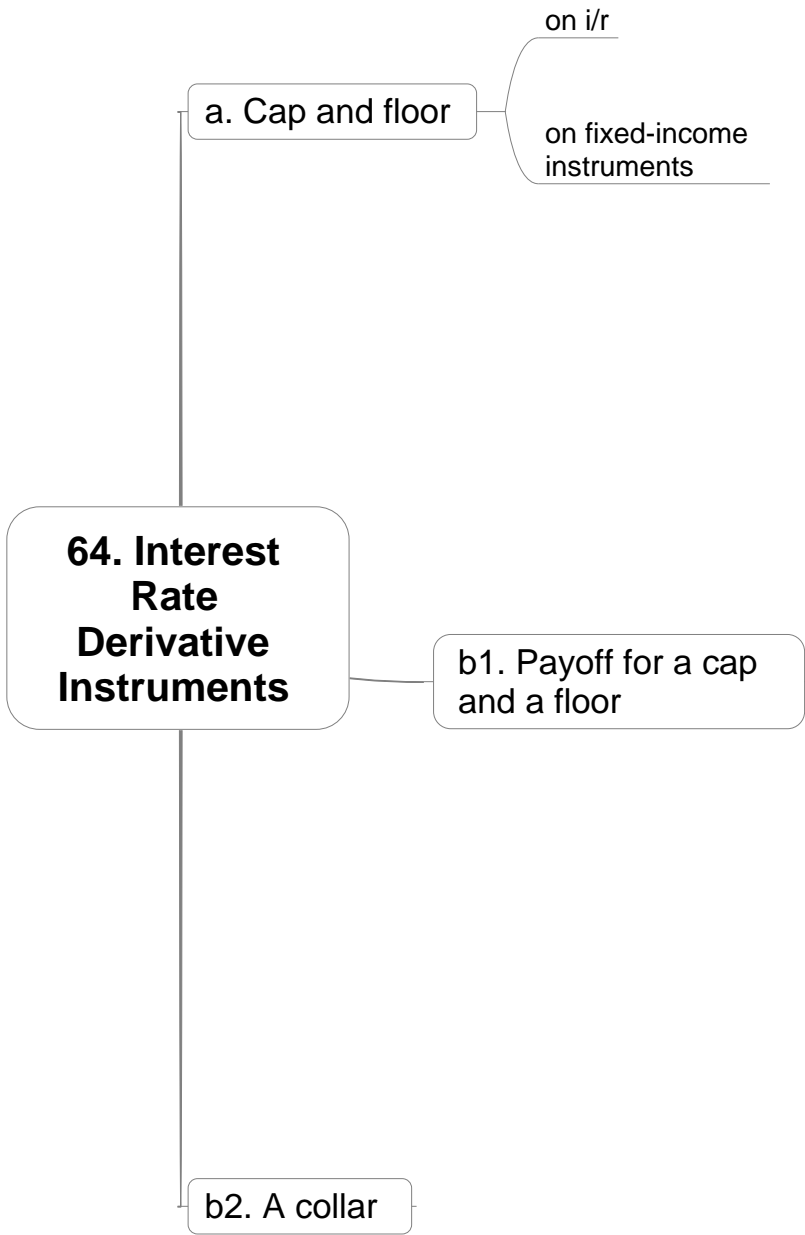 on i/r
a. Cap and floor
on fixed-income
instruments
64. Interest
Rate
Derivative
Instruments
b1. Payoff for a cap
and a floor
b2. A collar